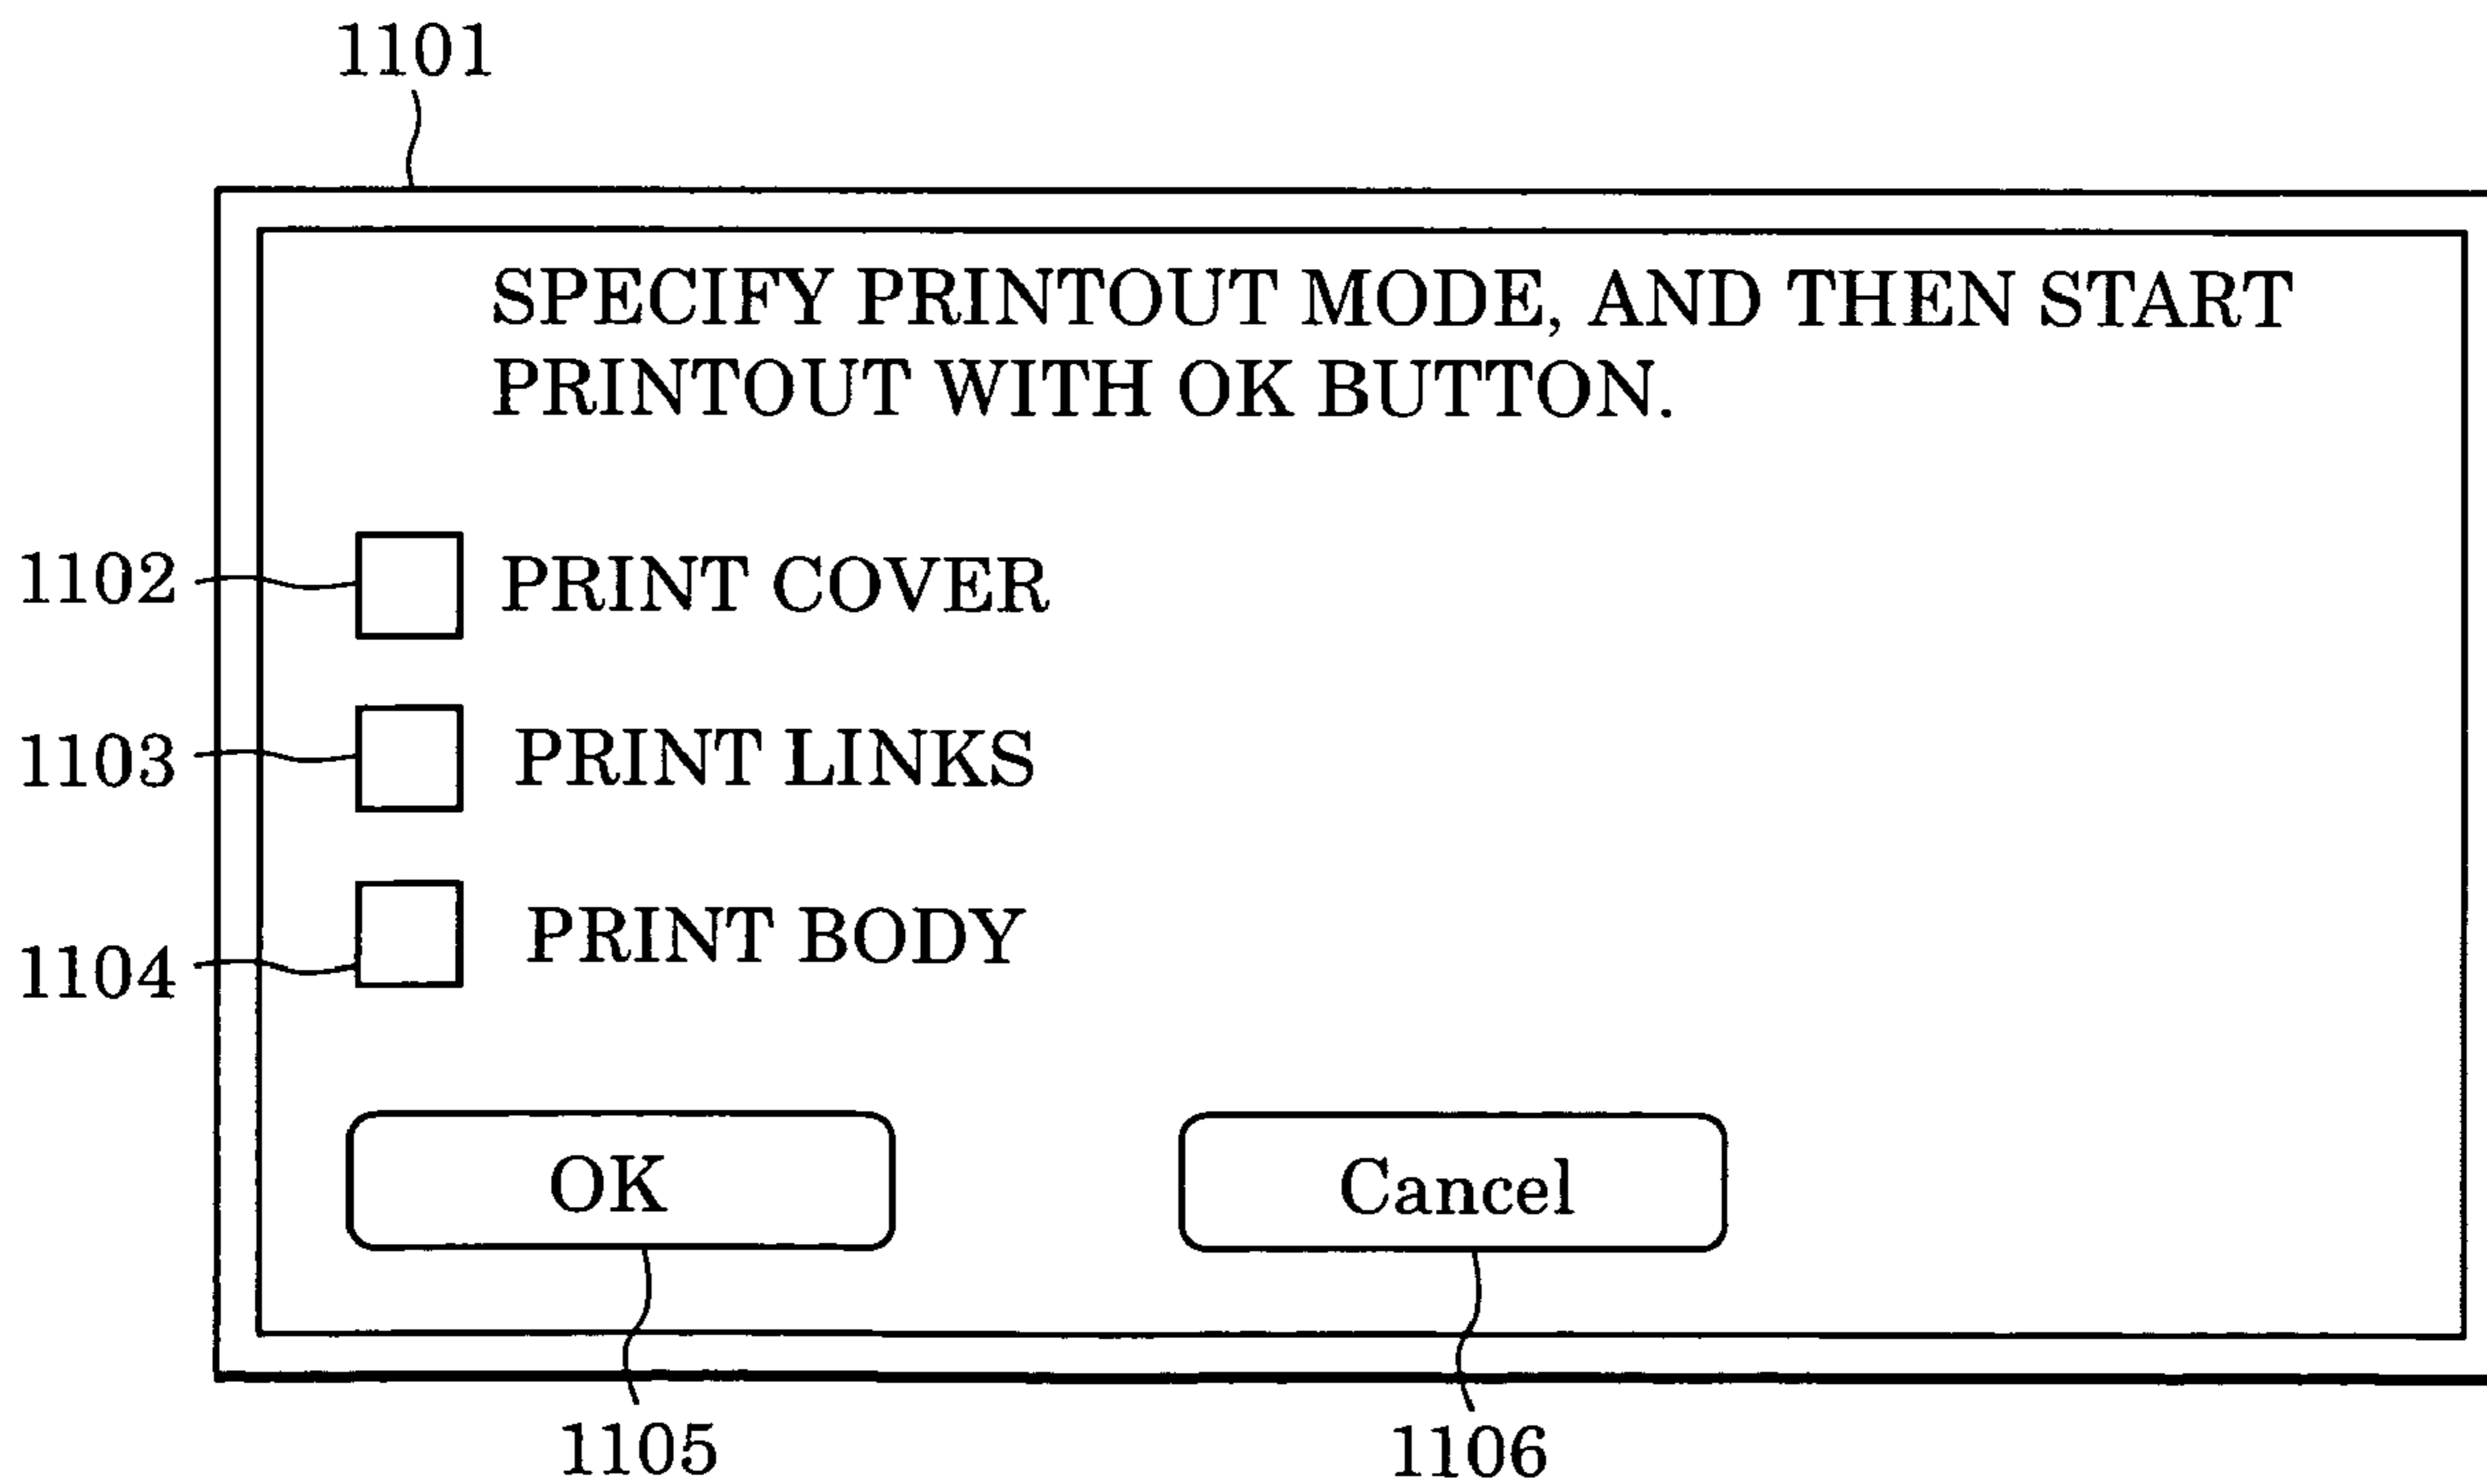 1101
SPECIFY PRINTOUT MODE, AND THEN START
PRINTOUT WITH OK BUTTON.
1102 PRINT COVER
1103 PRINT LINKS
1104 PRINT BODY
OK Cancel
1105 1106